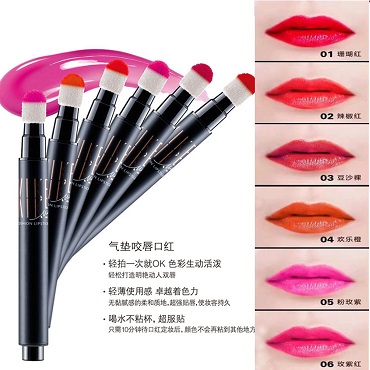 气垫咬唇口红
• 轻拍一次就OK 色彩生动活泼
轻松打造明艳动人双唇
• 轻薄使用感 卓越着色力
无黏腻感的柔和质地,超强贴唇,使妆容持久
• 喝水不粘杯,超服贴
只需10分钟待口红定妆后,颜色不会再粘到其他地方
01 珊瑚红
02 辣椒红
03 豆沙粿
04 欢乐橙
05 粉玫紫
06 玫紫红
CUSHION LIPSTICK